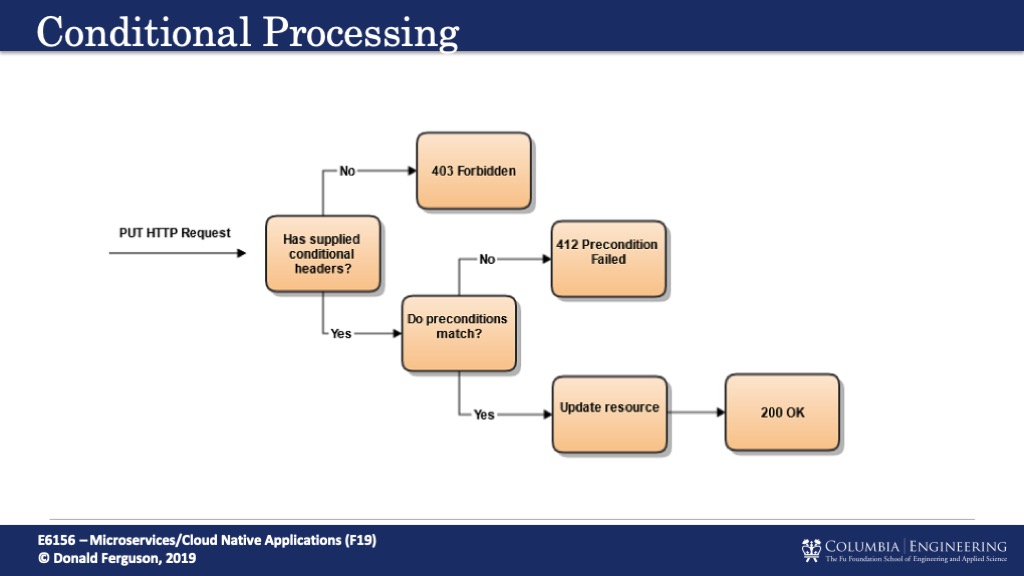 Conditional Processing
No
403 Forbidden
PUT HTTP Request
Has supplied
conditional
headers?
No
412 Precondition
Failed
Yes
Do preconditions
match?
Yes
Update resource
200 OK
E6156 – Microservices/Cloud Native Applications (F19)
© Donald Ferguson, 2019
COLUMBIA | ENGINEERING
The Fu Foundation School of Engineering and Applied Science